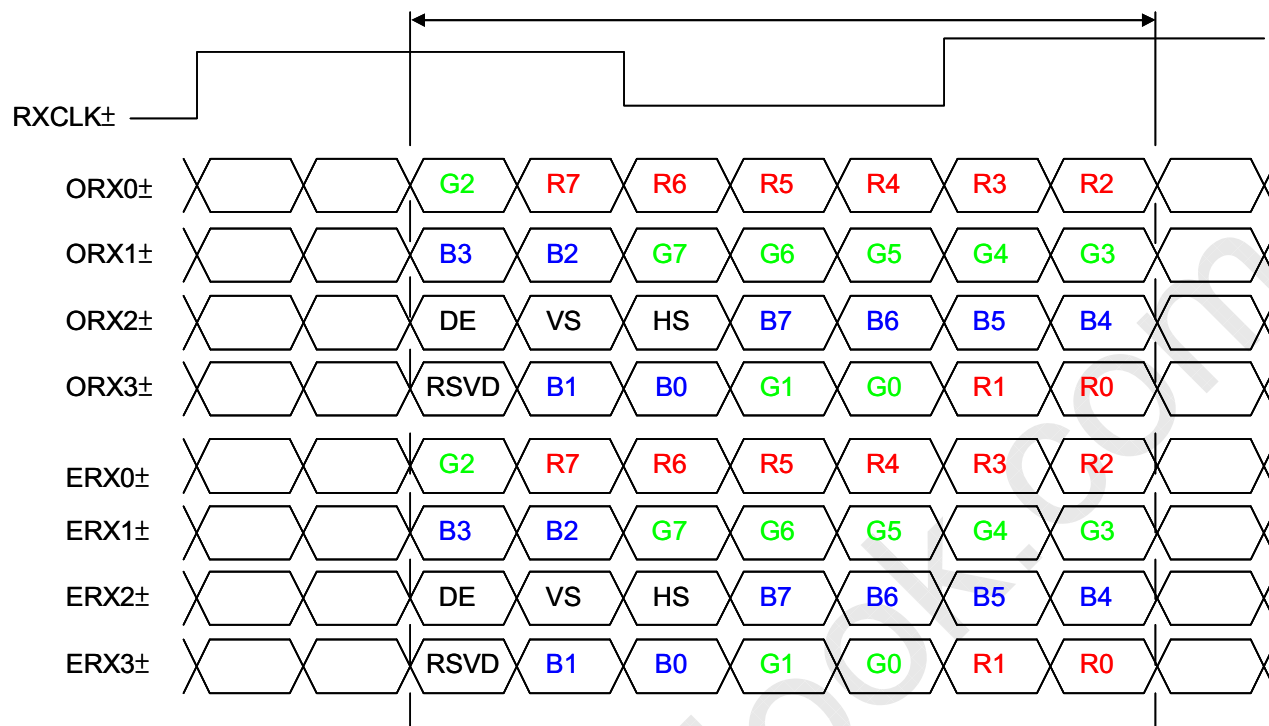 RXCLK±
ORX0± G2 R7 R6 R5 R4 R3 R2
ORX1± B3 B2 G7 G6 G5 G4 G3
ORX2± DE VS HS B7 B6 B5 B4
ORX3± RSVD B1 B0 G1 G0 R1 R0
ERX0± G2 R7 R6 R5 R4 R3 R2
ERX1± B3 B2 G7 G6 G5 G4 G3
ERX2± DE VS HS B7 B6 B5 B4
ERX3± RSVD B1 B0 G1 G0 R1 R0
ook.com